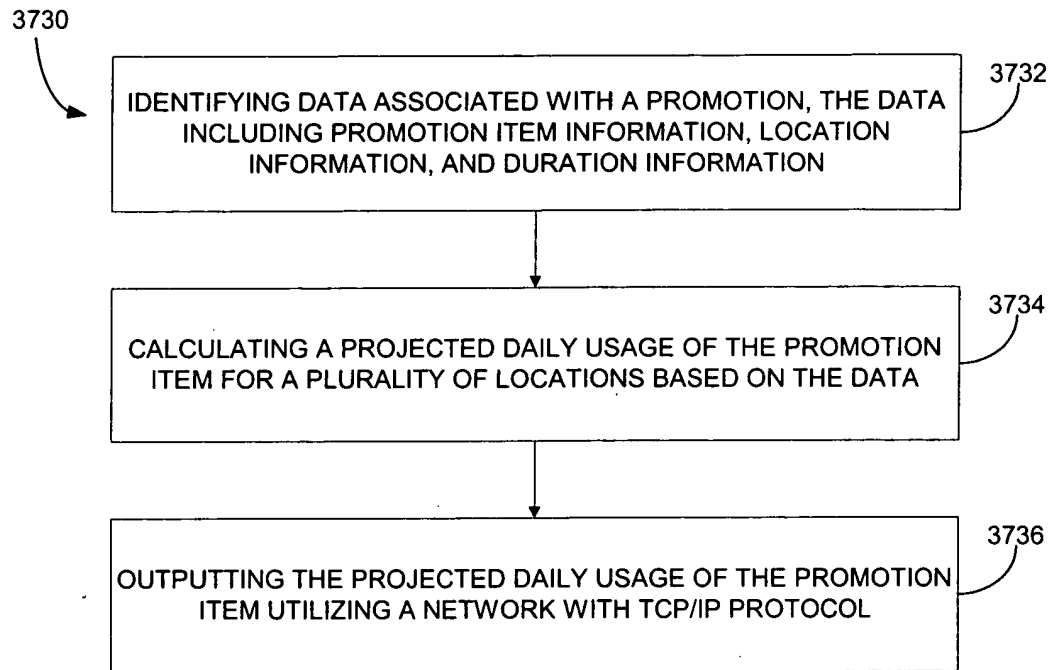 3730
3732
IDENTIFYING DATA ASSOCIATED WITH A PROMOTION, THE DATA
INCLUDING PROMOTION ITEM INFORMATION, LOCATION
INFORMATION, AND DURATION INFORMATION
3734
CALCULATING A PROJECTED DAILY USAGE OF THE PROMOTION
ITEM FOR A PLURALITY OF LOCATIONS BASED ON THE DATA
3736
OUTPUTTING THE PROJECTED DAILY USAGE OF THE PROMOTION
ITEM UTILIZING A NETWORK WITH TCP/IP PROTOCOL